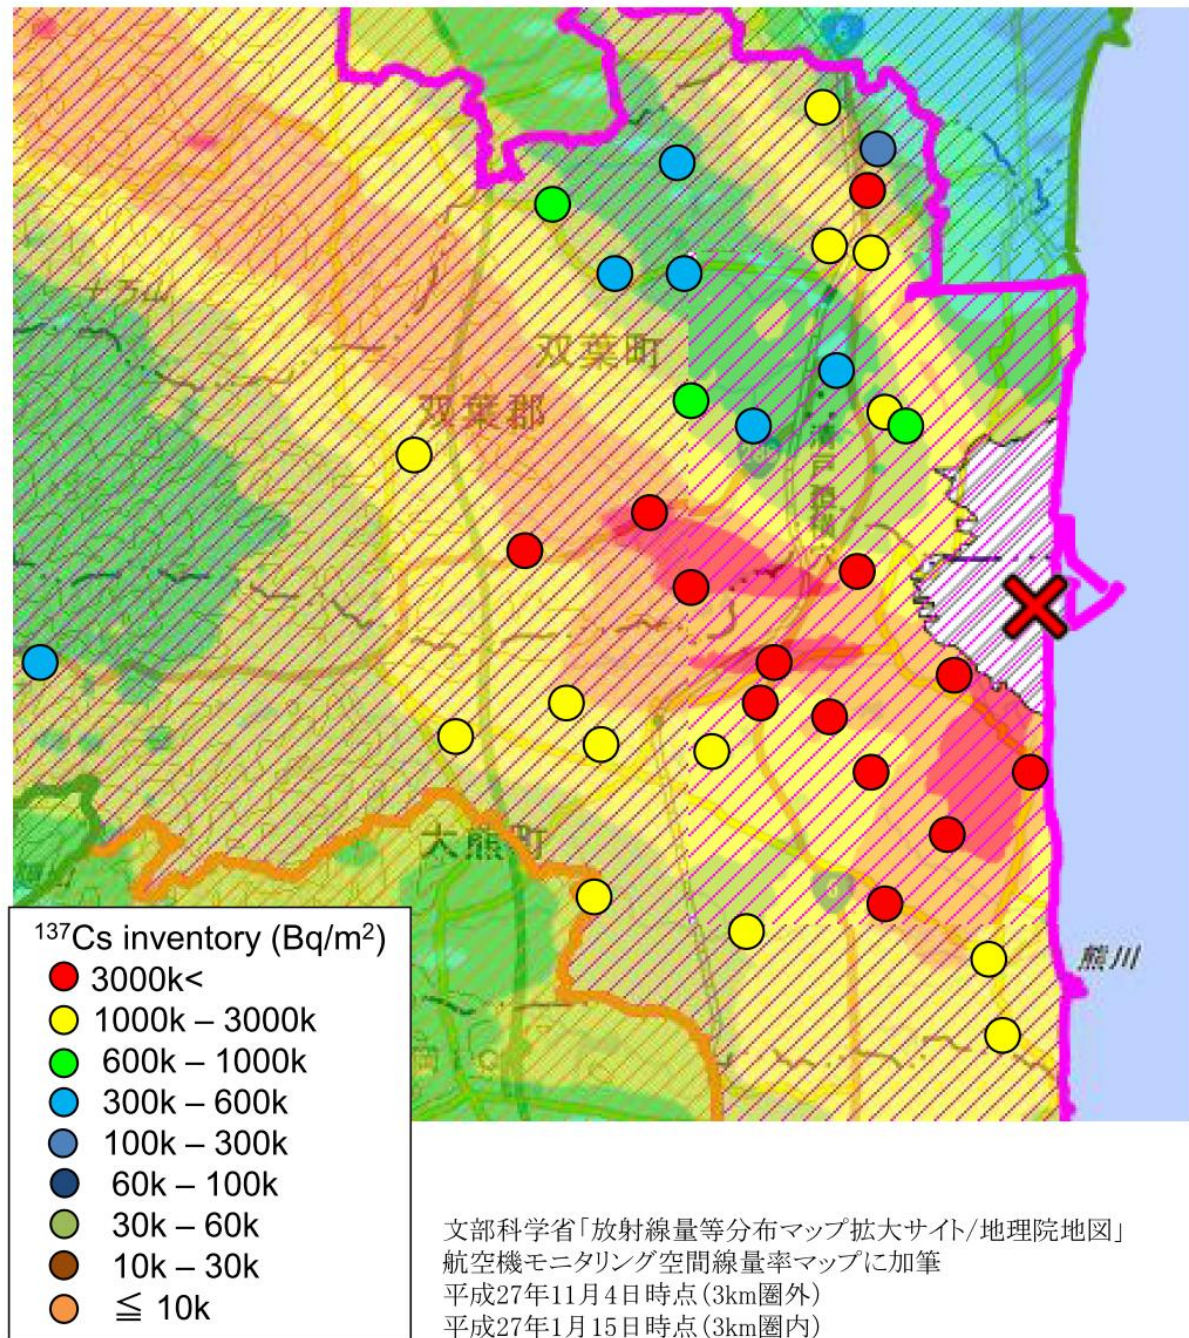 十万山
双葉町
双葉郡
大熊町
熊川
6
¹³⁷Cs inventory (Bq/m²)
3000k<
1000k – 3000k
600k – 1000k
300k – 600k
100k – 300k
60k – 100k
30k – 60k
10k – 30k
≦ 10k
文部科学省「放射線量等分布マップ拡大サイト/地理院地図」
航空機モニタリング空間線量率マップに加筆
平成27年11月4日時点(3km圏外)
平成27年1月15日時点(3km圏内)